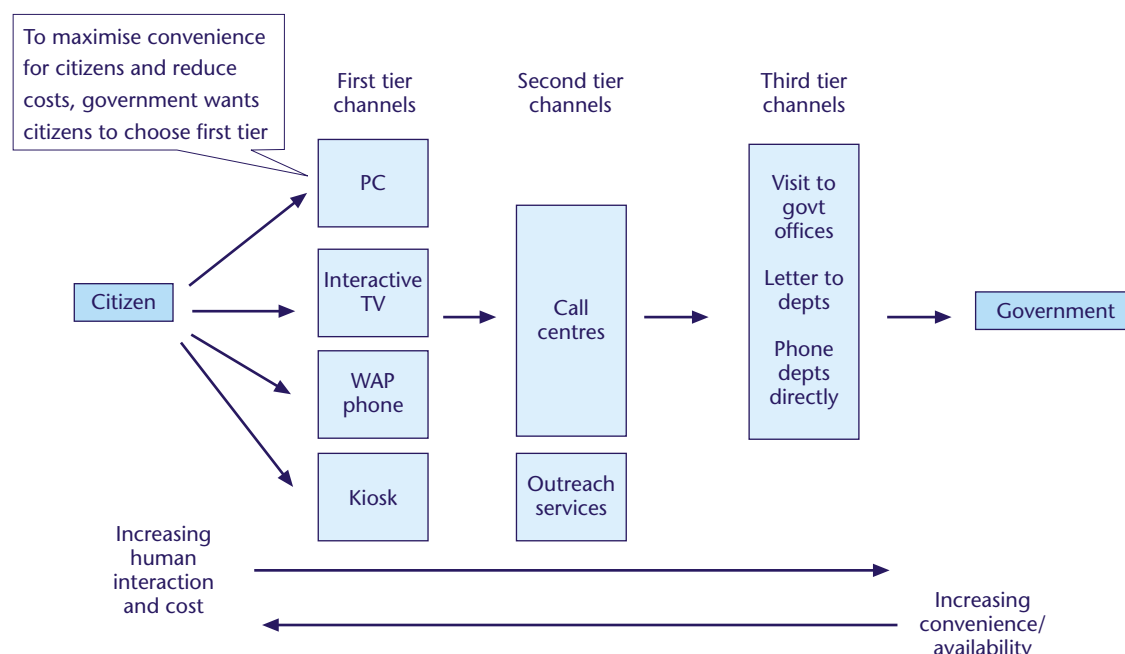 To maximise convenience
for citizens and reduce
costs, government wants
citizens to choose first tier
First tier
channels
Second tier
channels
Third tier
channels
PC
Interactive
TV
WAP
phone
Kiosk
Citizen
Call
centres
Outreach
services
Visit to
govt
offices
Letter to
depts
Phone
depts
directly
Government
Increasing
human
interaction
and cost
Increasing
convenience/
availability